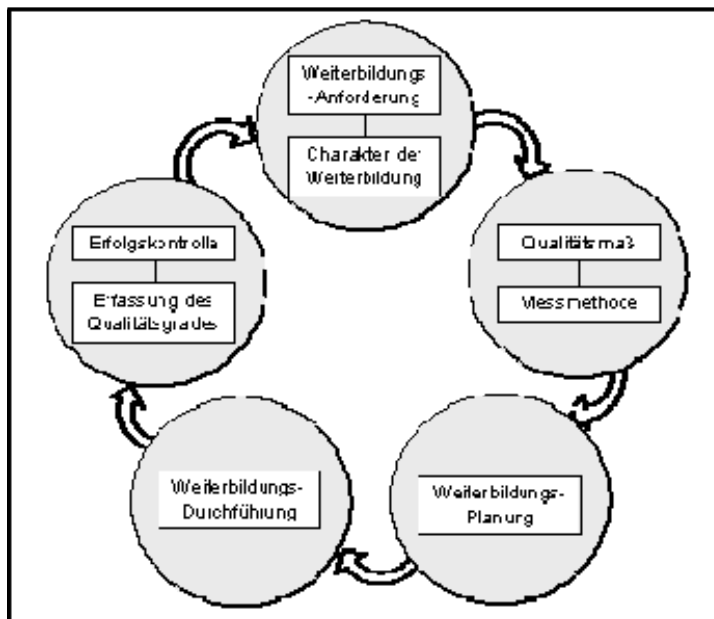 Weiterbildungs
-Anforderung
Charakter der
Weiterbildung
Qualitätsmaß
Messmethode
Weiterbildungs-
Planung
Weiterbildungs-
Durchführung
Erfolgskontrolle
Erfassung des
Qualitätsgrades